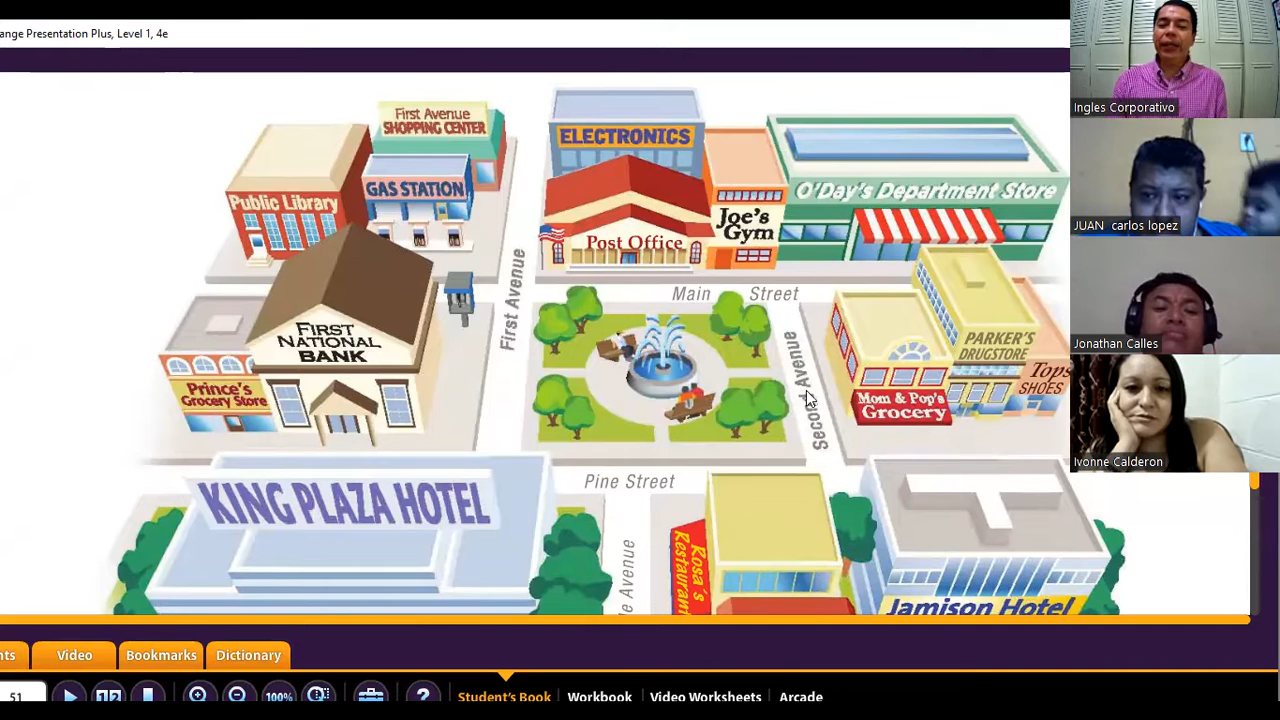 ange Presentation Plus, Level 1, 4e
Ingles Corporativo
JUAN carlos lopez
Jonathan Calles
Ivonne Calderon
First Avenue
SHOPPING CENTER
Public Library
GAS STATION
ELECTRONICS
Post Office
Joe's
Gym
O'Day's Department Store
First Avenue
Main Street
FIRST
NATIONAL
BANK
Prince's
Grocery Store
Second Avenue
Mom & Pop's
Grocery
PARKER'S
DRUGSTORE
Tops
SHOES
KING PLAZA HOTEL
Pine Street
e Avenue
Rosa's
Restaurant
Jamison Hotel
nts
Video
Bookmarks
Dictionary
51
12
100%
?
Student's Book
Workbook
Video Worksheets
Arcade